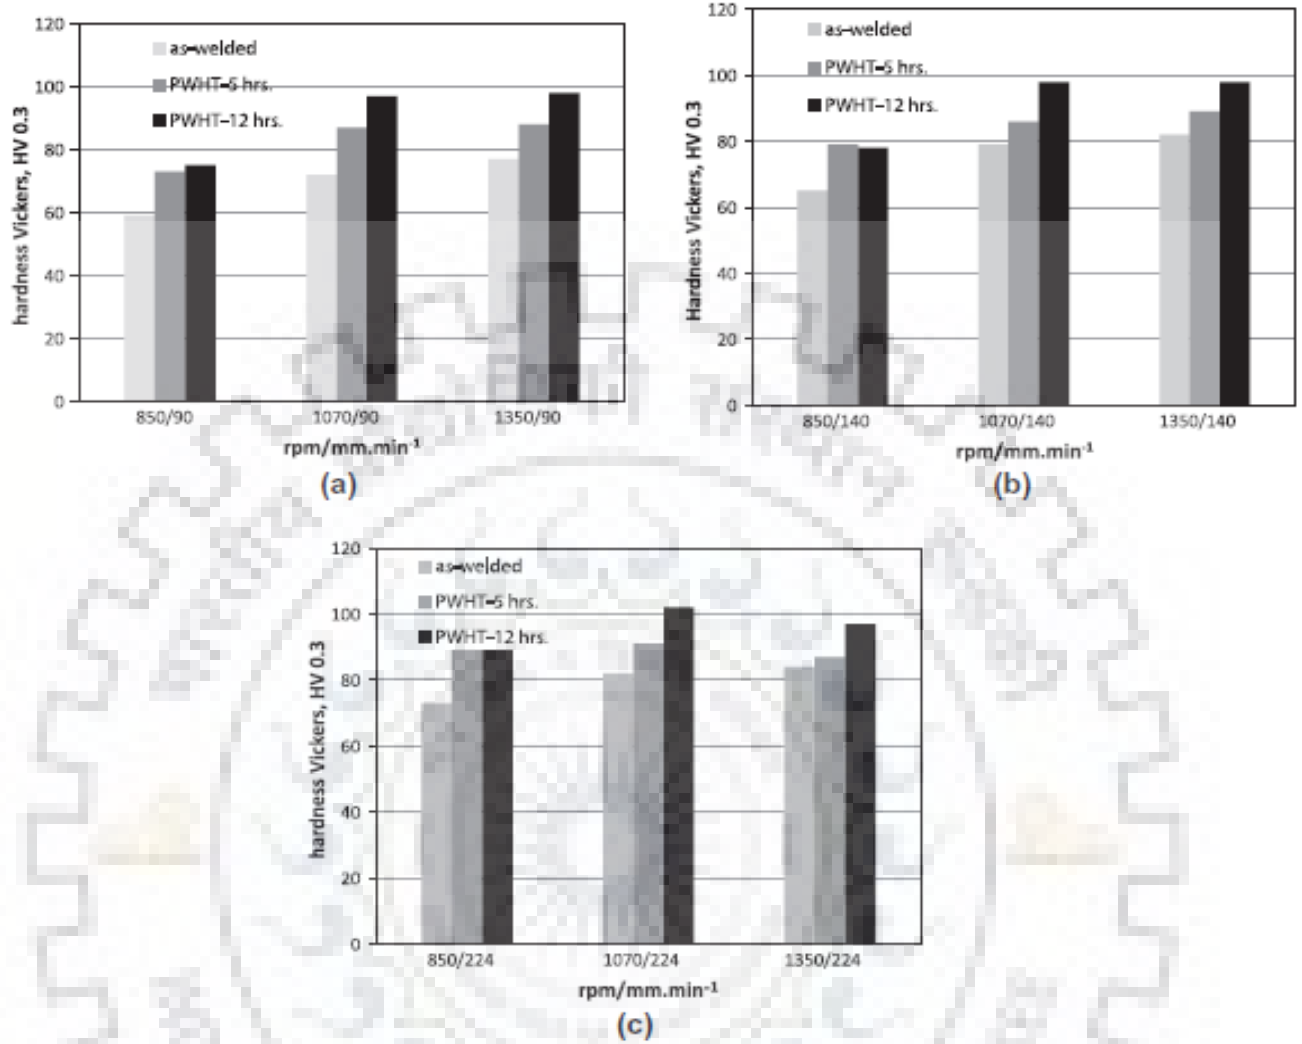 120
100
80
60
40
20
0
hardness Vickers, HV 0.3
as-welded
PWHT-5 hrs.
PWHT-12 hrs.
850/90 1070/90 1350/90
rpm/mm.min-1
(a)
120
100
80
60
40
20
0
Hardness Vickers, HV 0.3
as-welded
PWHT-5 hrs.
PWHT-12 hrs.
850/140 1070/140 1350/140
rpm/mm.min-1
(b)
120
100
80
60
40
20
0
hardness Vickers, HV 0.3
as-welded
PWHT-5 hrs.
PWHT-12 hrs.
850/224 1070/224 1350/224
rpm/mm.min-1
(c)